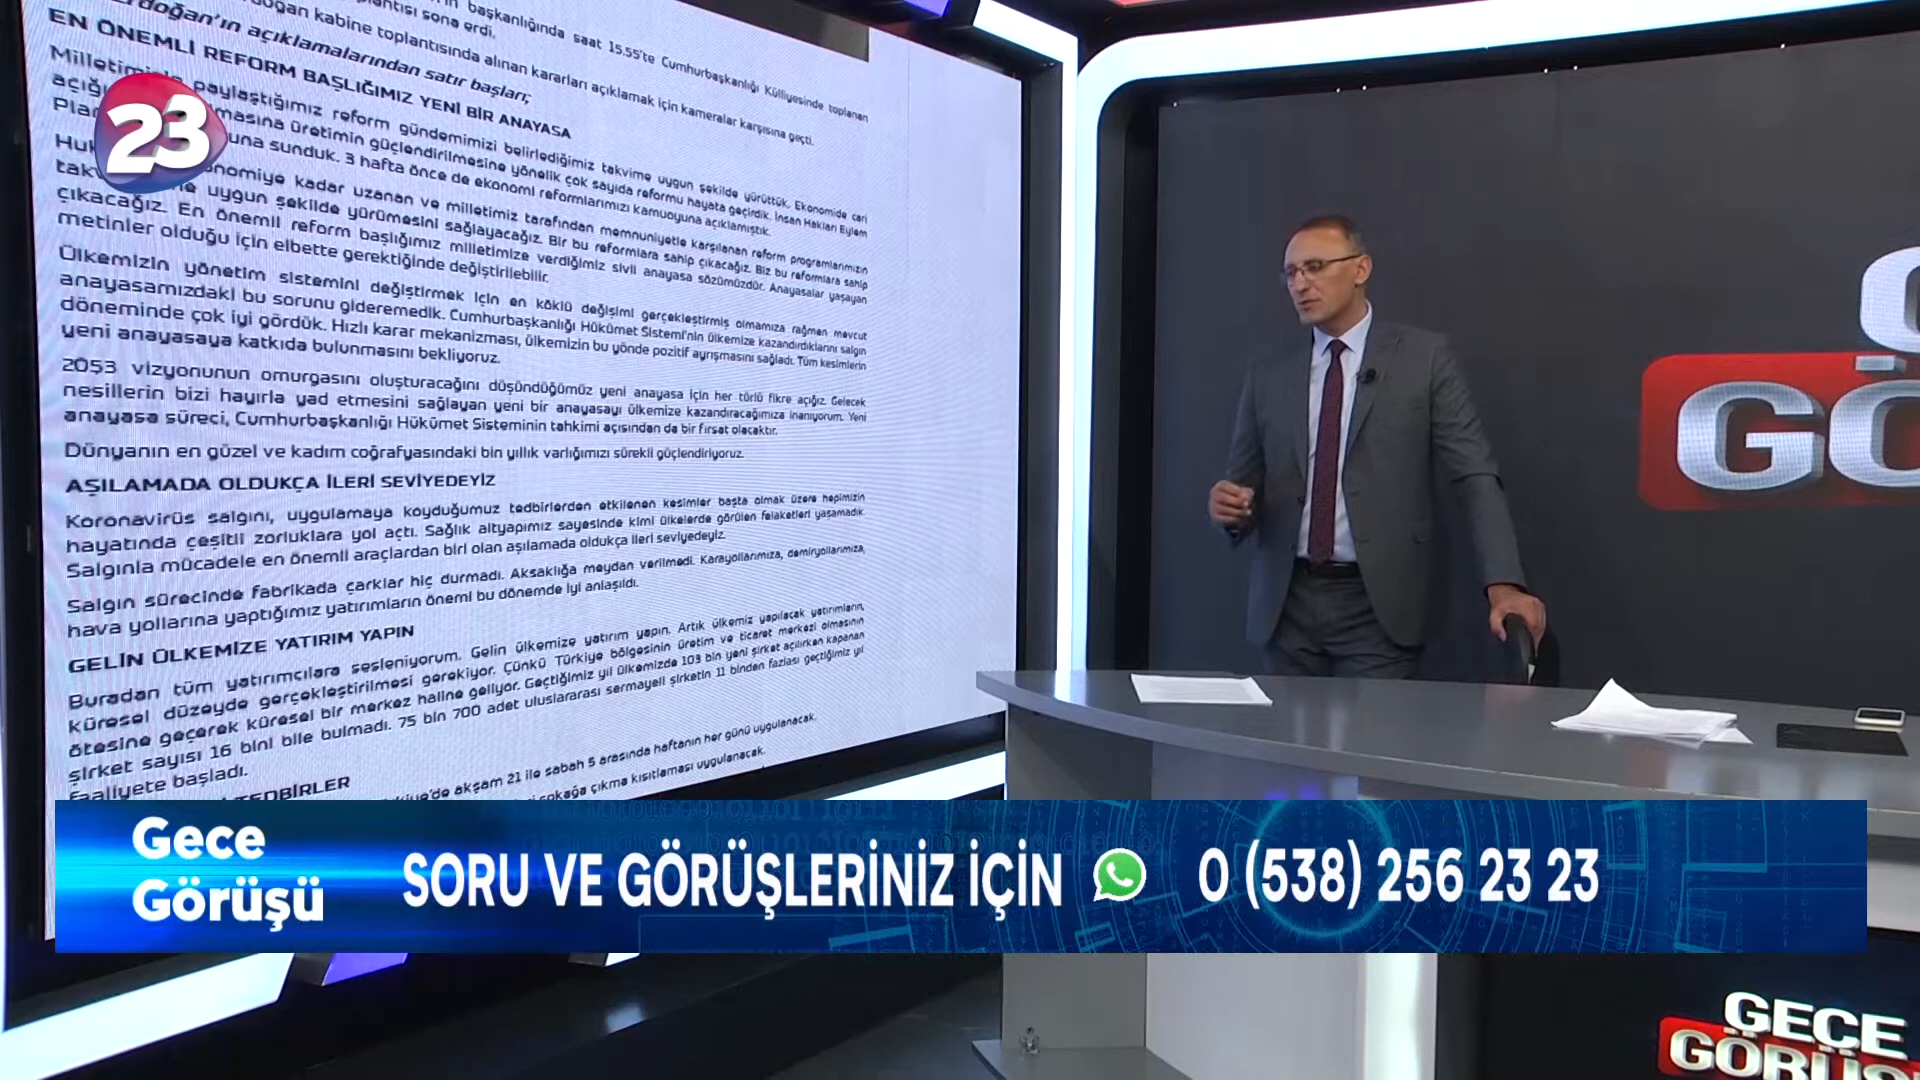 başkanlığında saat 15.55'te Cumhurbaşkanlığı Külliyesinde toplanan
sona erdi.
kabine toplantısında alınan kararları açıklamak için kameralar karşısına geçti.
açıklamalarından satır başları;
EN ÖNEMLİ REFORM BAŞLIĞIMIZ YENİ BİR ANAYASA
paylaştığımız reform gündemimizi belirlediğimiz takvime uygun şekilde yürüttük. Ekonomide cari
üretimin güçlendirilmesine yönelik çok sayıda reformu hayata geçirdik. İnsan Hakları Eylem
sunduk. 3 hafta önce de ekonomi reformlarımızı kamuoyuna açıklamıştık.
kadar uzanan ve milletimiz tarafından memnuniyetle karşılanan reform programlarımızın
uygun şekilde yürümesini sağlayacağız. Bir bu reformlara sahip çıkacağız. Biz bu reformlara sahip
çıkacağız. En önemli reform başlığımız milletimize verdiğimiz sivil anayasa sözümüzdür. Anayasalar yaşayan
metinler olduğu için elbette gerektiğinde değiştirilebilir.
Ülkemizin yönetim sistemini değiştirmek için en köklü değişimi gerçekleştirmiş olmamıza rağmen mevcut
anayasamızdaki bu sorunu gideremedik. Cumhurbaşkanlığı Hükümet Sistemi'nin ülkemize kazandırdıklarını salgın
döneminde çok iyi gördük. Hızlı karar mekanizması, ülkemizin bu yönde pozitif ayrışmasını sağladı. Tüm kesimlerin
yeni anayasaya katkıda bulunmasını bekliyoruz.
2053 vizyonunun omurgasını oluşturacağını düşündüğümüz yeni anayasa için her türlü fikre açığız. Gelecek
nesillerin bizi hayırla yad etmesini sağlayan yeni bir anayasayı ülkemize kazandıracağımıza inanıyorum. Yeni
anayasa süreci, Cumhurbaşkanlığı Hükümet Sisteminin tahkimi açısından da bir fırsat olacaktır.
Dünyanın en güzel ve kadim coğrafyasındaki bin yıllık varlığımızı sürekli güçlendiriyoruz.
AŞILAMADA OLDUKÇA İLERİ SEVİYEDEYİZ
Koronavirüs salgını, uygulamaya koyduğumuz tedbirlerden etkilenen kesimler başta olmak üzere hepimizin
hayatında çeşitli zorluklara yol açtı. Sağlık altyapımız sayesinde kimi ülkelerde görülen felaketleri yaşamadık.
Salgınla mücadele en önemli araçlardan biri olan aşılamada oldukça ileri seviyedeyiz.
Salgın sürecinde fabrikada çarklar hiç durmadı. Aksaklığa meydan verilmedi. Karayollarımıza, demiryollarımıza,
hava yollarına yaptığımız yatırımların önemi bu dönemde iyi anlaşıldı.
GELİN ÜLKEMİZE YATIRIM YAPIN
Buradan tüm yatırımcılara sesleniyorum. Gelin ülkemize yatırım yapın. Artık ülkemiz yapılacak yatırımların,
küresel düzeyde gerçekleştirilmesi gerekiyor. Çünkü Türkiye bölgesinin üretim ve ticaret merkezi olmasının
ötesine geçerek küresel bir merkez haline geliyor. Geçtiğimiz yıl ülkemizde 103 bin yeni şirket açılırken kapanan
şirket sayısı 16 bini bile bulmadı. 75 bin 700 adet uluslararası sermayeli şirketin 11 binden fazlası geçtiğimiz yıl
faaliyete başladı.
TEDBİRLER
akşam 21 ile sabah 5 arasında haftanın her günü uygulanacak.
sokağa çıkma kısıtlaması uygulanacak.
23
GÖ
Gece
Görüşü
SORU VE GÖRÜŞLERİNİZ İÇİN 0 (538) 256 23 23
GECE
GÖRÜŞ